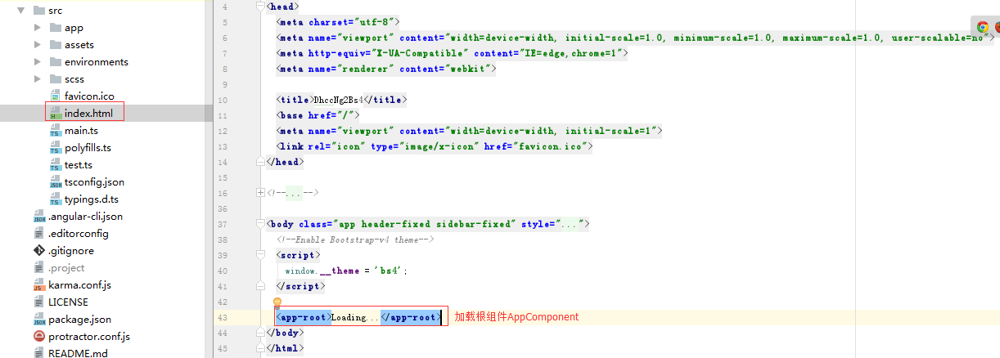 src
app
assets
environments
scss
favicon.ico
index.html
main.ts
polyfills.ts
test.ts
tsconfig.json
typings.d.ts
.angular-cli.json
.editorconfig
.gitignore
.project
karma.conf.js
LICENSE
package.json
protractor.conf.js
README.md
4 <head>
5 <meta charset="utf-8">
6 <meta name="viewport" content="width=device-width, initial-scale=1.0, minimum-scale=1.0, maximum-scale=1.0, user-scalable=no">
7 <meta http-equiv="X-UA-Compatible" content="IE=edge,chrome=1">
8 <meta name="renderer" content="webkit">
9
10 <title>DhccNg2Bs4</title>
11 <base href="/">
12 <meta name="viewport" content="width=device-width, initial-scale=1">
13 <link rel="icon" type="image/x-icon" href="favicon.ico">
14 </head>
15
16 <!--...-->
36
37 <body class="app header-fixed sidebar-fixed" style="...">
38 <!--Enable Bootstrap-v4 theme-->
39 <script>
40 window.__theme = 'bs4';
41 </script>
42
43 <app-root>Loading...</app-root> 加载根组件AppComponent
44 </body>
45 </html>